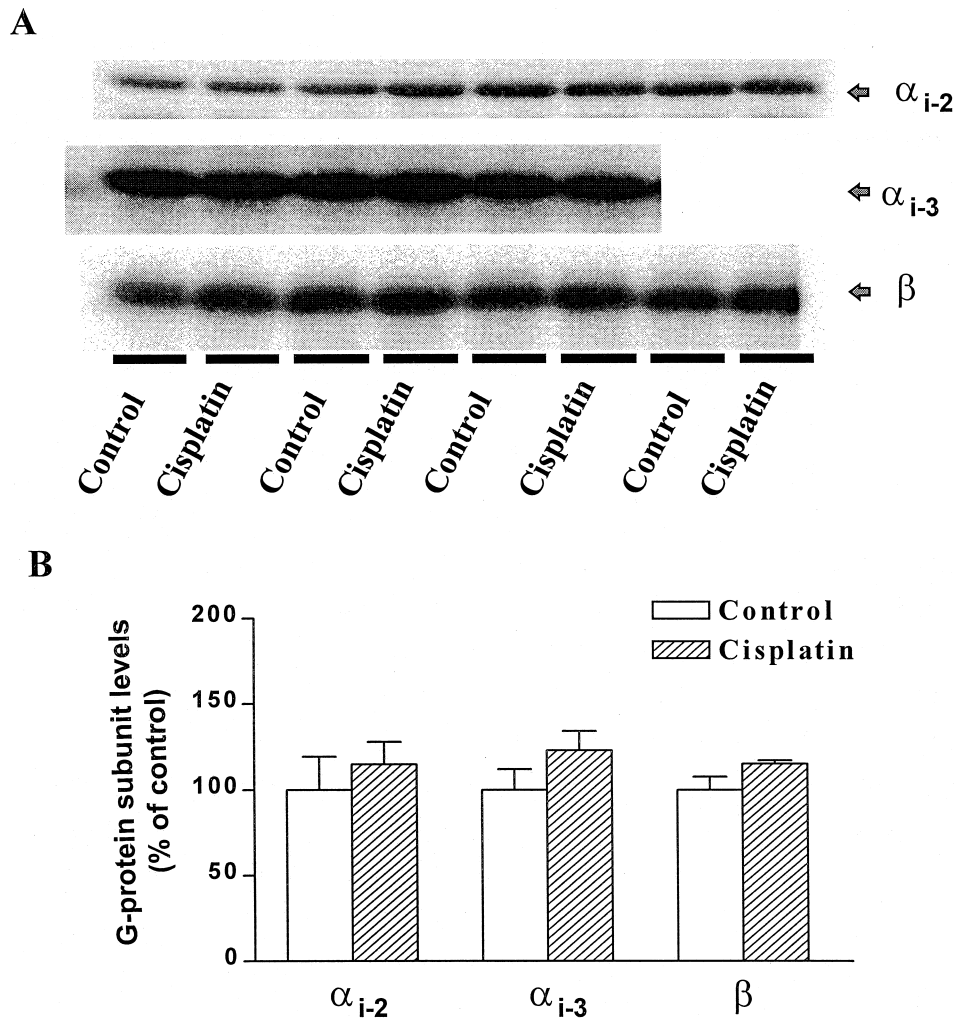 A
α i-2
α i-3
β
Control Cisplatin Control Cisplatin Control Cisplatin Control Cisplatin
B
G-protein subunit levels
(% of control)
200
150
100
50
0
Control
Cisplatin
α i-2 α i-3 β